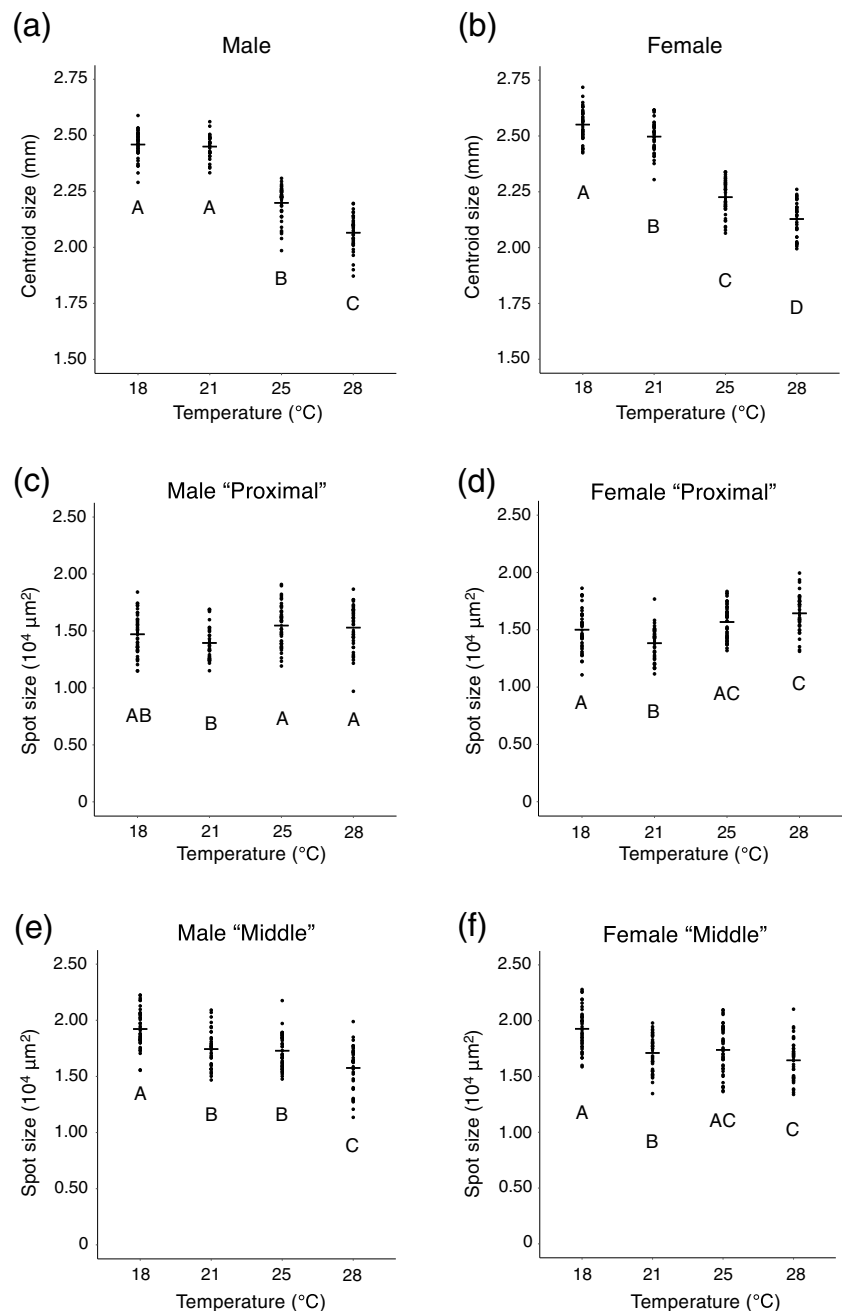 (a)
Male
Centroid size (mm)
2.75
2.50
2.25
2.00
1.75
1.50
A
A
B
C
18 21 25 28
Temperature (°C)
(b)
Female
Centroid size (mm)
2.75
2.50
2.25
2.00
1.75
1.50
A
B
C
D
18 21 25 28
Temperature (°C)
(c)
Male “Proximal”
Spot size (10⁴ µm²)
2.50
2.00
1.50
1.00
0.50
0
AB
B
A
A
18 21 25 28
Temperature (°C)
(d)
Female “Proximal”
Spot size (10⁴ µm²)
2.50
2.00
1.50
1.00
0.50
0
A
B
AC
C
18 21 25 28
Temperature (°C)
(e)
Male “Middle”
Spot size (10⁴ µm²)
2.50
2.00
1.50
1.00
0.50
0
A
B
B
C
18 21 25 28
Temperature (°C)
(f)
Female “Middle”
Spot size (10⁴ µm²)
2.50
2.00
1.50
1.00
0.50
0
A
B
AC
C
18 21 25 28
Temperature (°C)